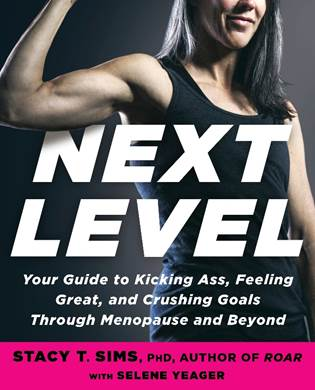 NEXT
LEVEL
Your Guide to Kicking Ass, Feeling
Great, and Crushing Goals
Through Menopause and Beyond
STACY T. SIMS, PhD, AUTHOR OF ROAR
WITH SELENE YEAGER